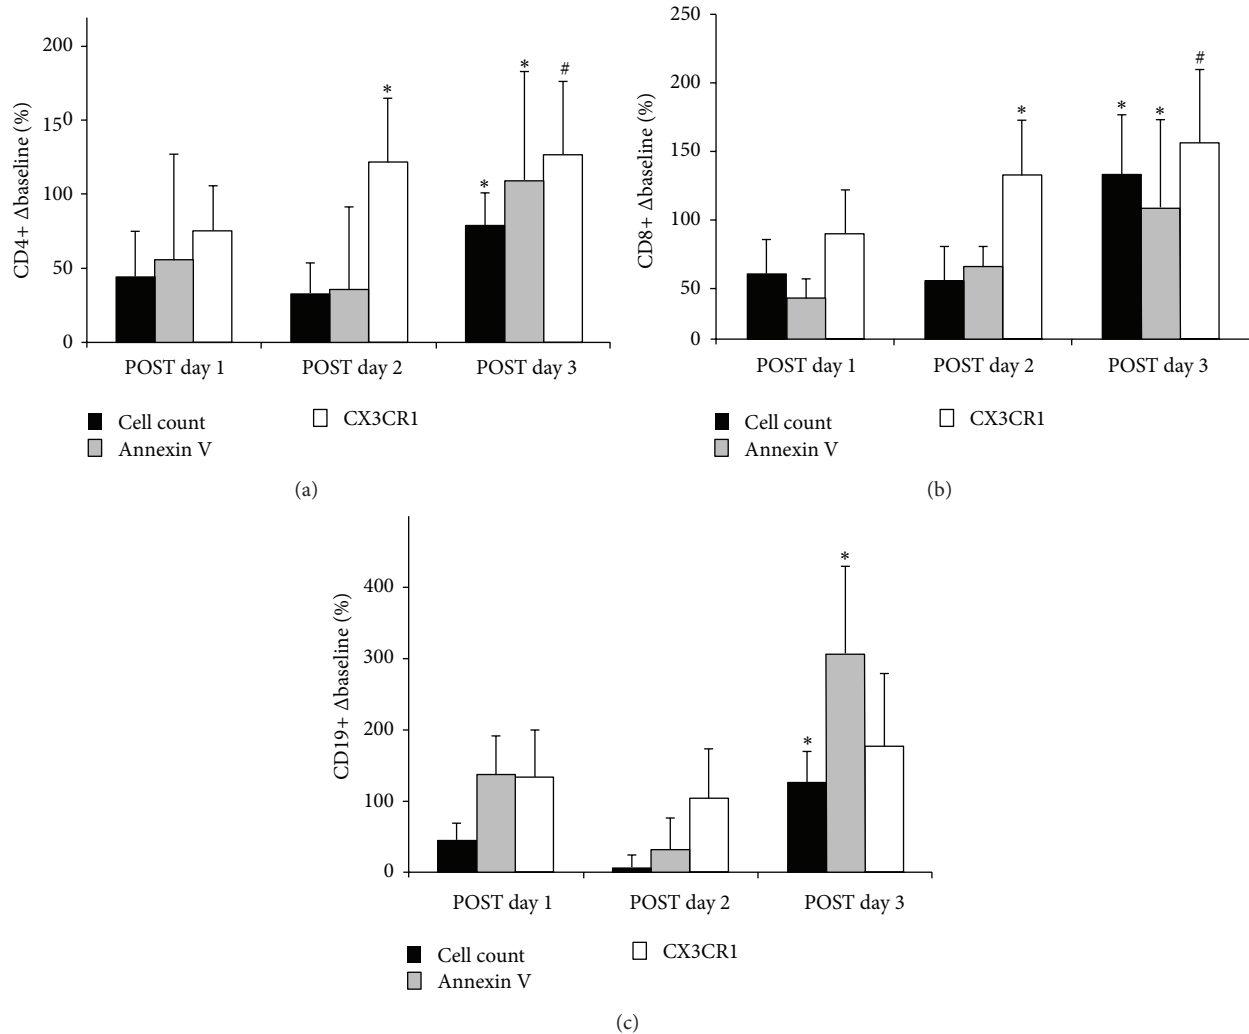 CD4+ Δbaseline (%)
200
150
100
50
0
* * # *
POST day 1 POST day 2 POST day 3
Cell count CX3CR1
Annexin V
(a)
CD8+ Δbaseline (%)
250
200
150
100
50
0
* * * #
POST day 1 POST day 2 POST day 3
Cell count CX3CR1
Annexin V
(b)
CD19+ Δbaseline (%)
400
300
200
100
0
* *
POST day 1 POST day 2 POST day 3
Cell count CX3CR1
Annexin V
(c)